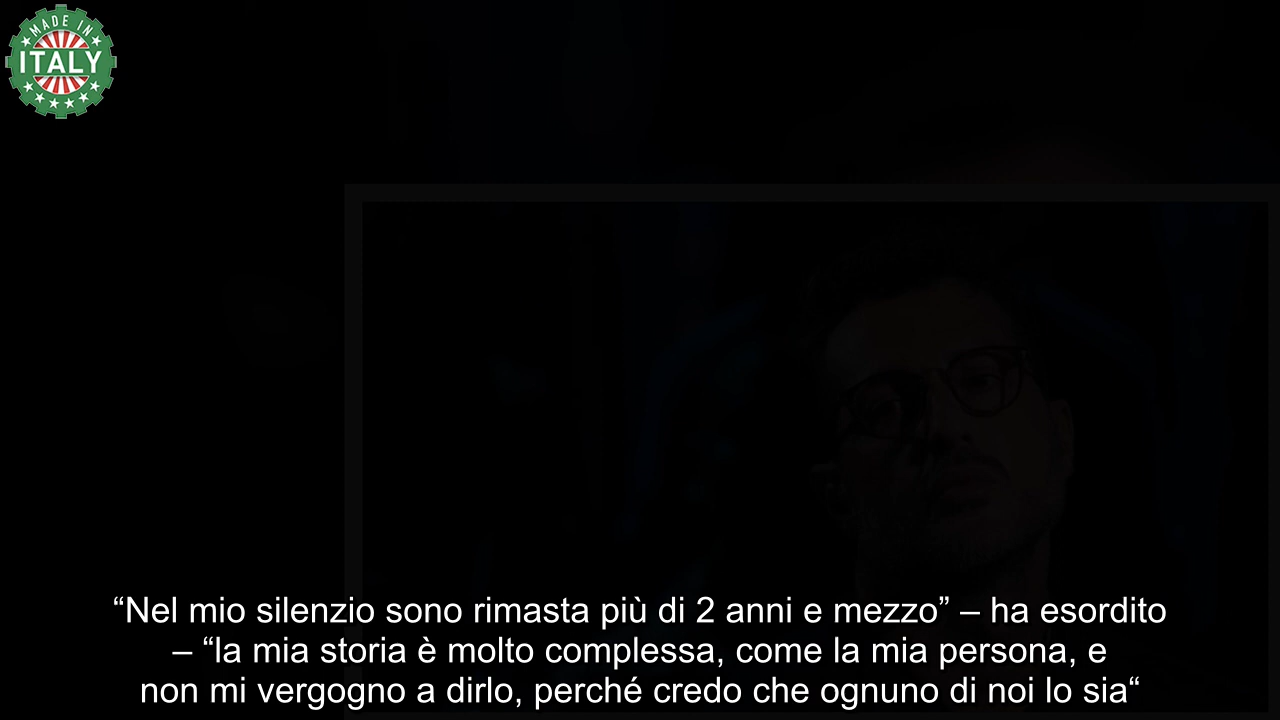 MADE IN
ITALY
“Nel mio silenzio sono rimasta più di 2 anni e mezzo” – ha esordito
– “la mia storia è molto complessa, come la mia persona, e
non mi vergogno a dirlo, perché credo che ognuno di noi lo sia“